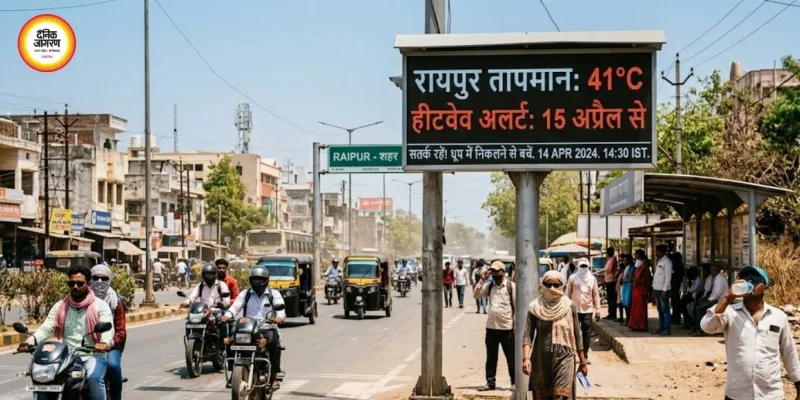 दैनिक
जागरण
रायपुर तापमान: 41°C
हीटवेव अलर्ट: 15 अप्रैल से
सतर्क रहें! धूप में निकलने से बचें. 14 APR 2024. 14:30 IST.
RAIPUR - शहर